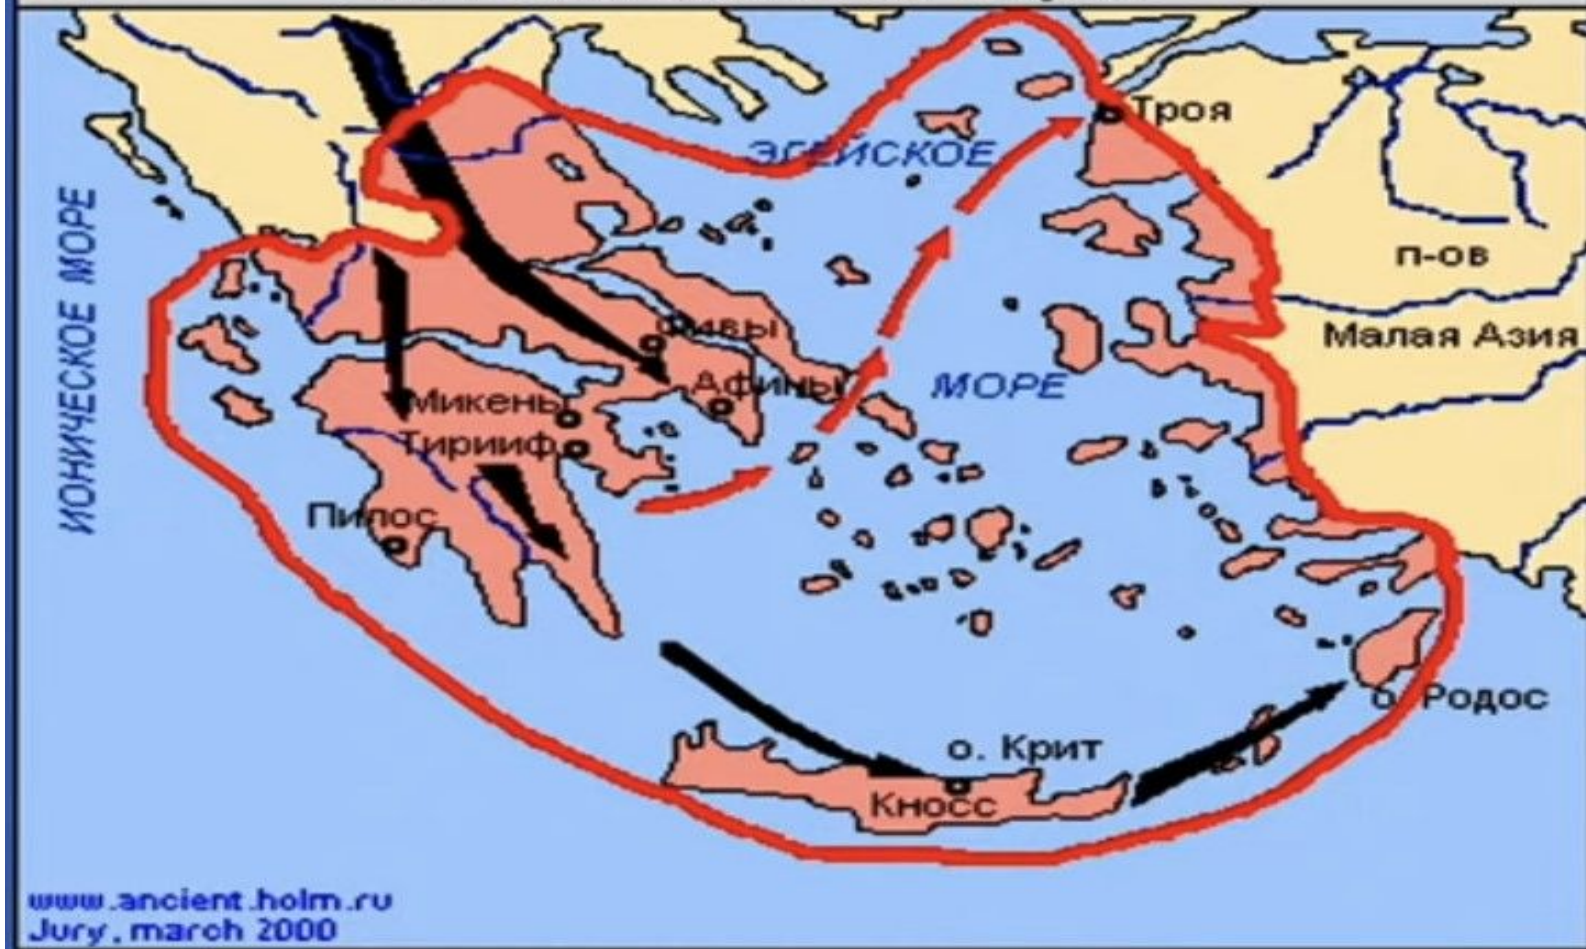 Троя
ЭГЕЙСКОЕ
ИОНИЧЕСКОЕ МОРЕ
п-ов
Фивы
Малая Азия
Афины
МОРЕ
Микены
Тирииф
Пилос
о. Родос
о. Крит
Кносс
www.ancient.holm.ru
Jury, march 2000